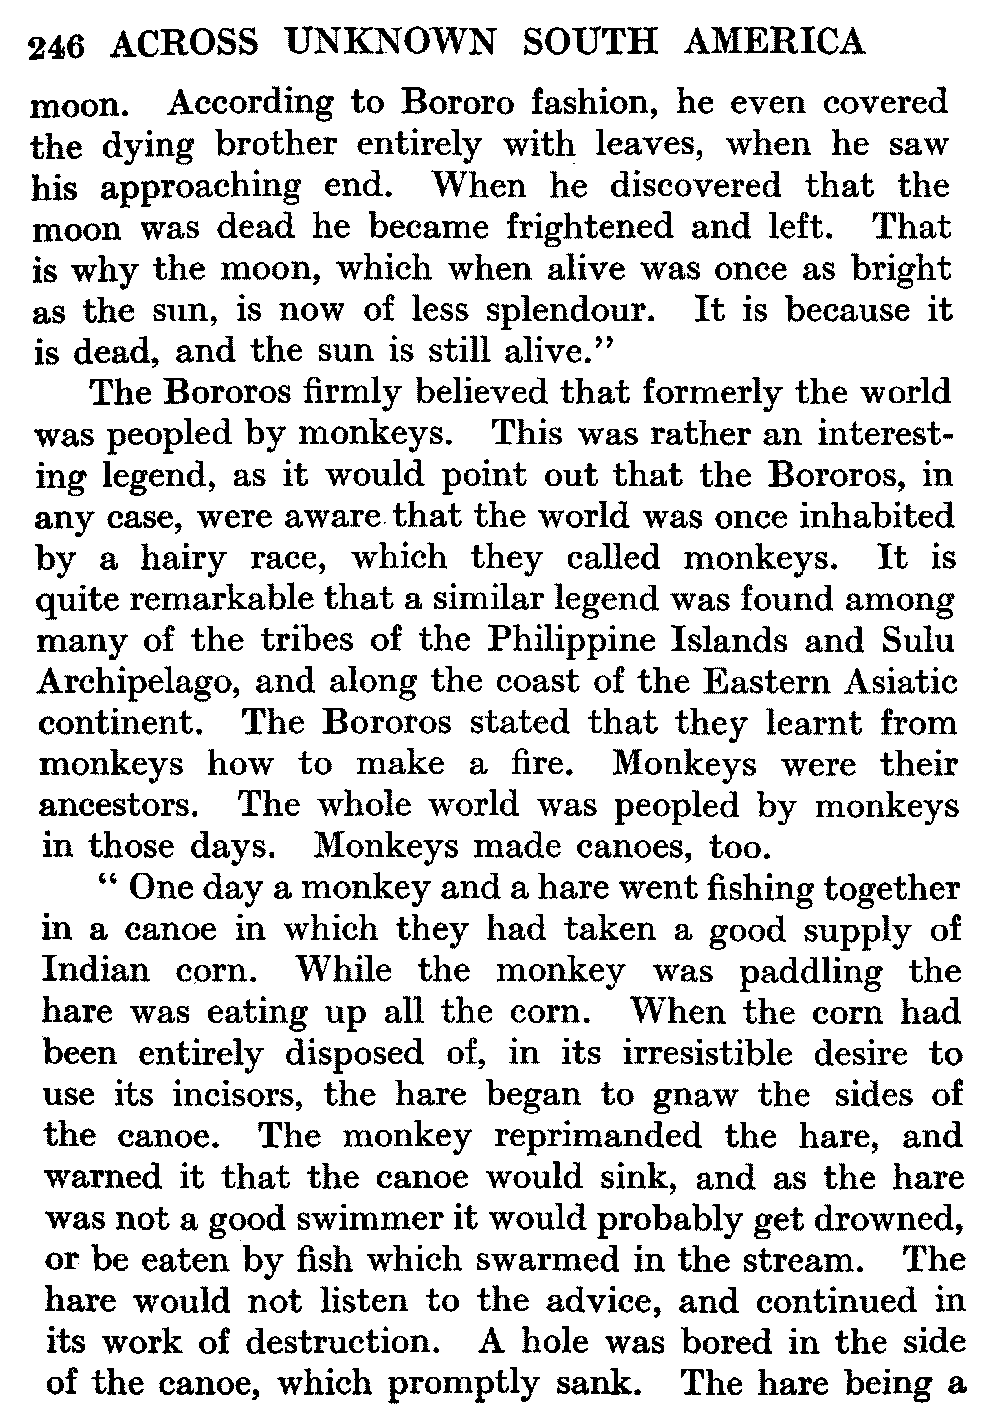 246 ACROSS UNKNOWN SOUTH AMERICA
moon. According to Bororo fashion, he even covered
the dying brother entirely with leaves, when he saw
his approaching end. When he discovered that the
moon was dead he became frightened and left. That
is why the moon, which when alive was once as bright
as the sun, is now of less splendour. It is because it
is dead, and the sun is still alive.”
The Bororos firmly believed that formerly the world
was peopled by monkeys. This was rather an interest-
ing legend, as it would point out that the Bororos, in
any case, were aware that the world was once inhabited
by a hairy race, which they called monkeys. It is
quite remarkable that a similar legend was found among
many of the tribes of the Philippine Islands and Sulu
Archipelago, and along the coast of the Eastern Asiatic
continent. The Bororos stated that they learnt from
monkeys how to make a fire. Monkeys were their
ancestors. The whole world was peopled by monkeys
in those days. Monkeys made canoes, too.
“ One day a monkey and a hare went fishing together
in a canoe in which they had taken a good supply of
Indian corn. While the monkey was paddling the
hare was eating up all the corn. When the corn had
been entirely disposed of, in its irresistible desire to
use its incisors, the hare began to gnaw the sides of
the canoe. The monkey reprimanded the hare, and
warned it that the canoe would sink, and as the hare
was not a good swimmer it would probably get drowned,
or be eaten by fish which swarmed in the stream. The
hare would not listen to the advice, and continued in
its work of destruction. A hole was bored in the side
of the canoe, which promptly sank. The hare being a